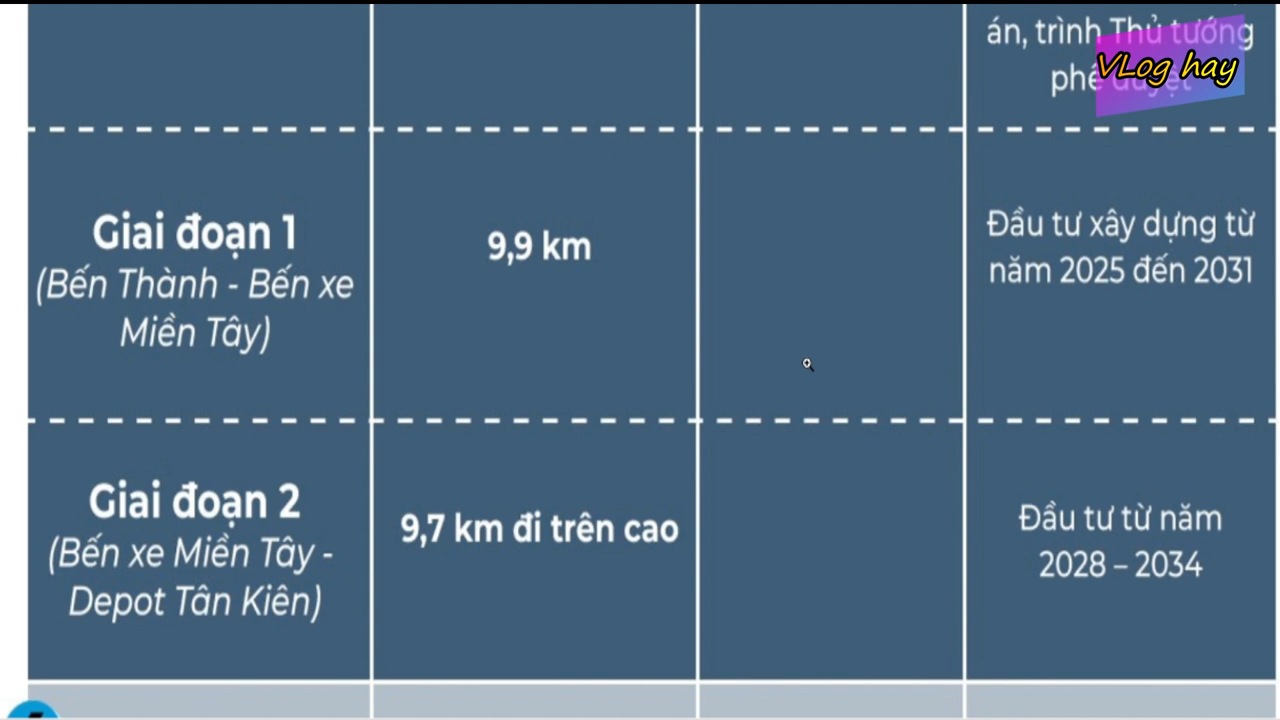 án, trình Thủ tướng
phê duyệt
VLog hay
Giai đoạn 1
(Bến Thành - Bến xe
Miền Tây)
9,9 km
Đầu tư xây dựng từ
năm 2025 đến 2031
Giai đoạn 2
(Bến xe Miền Tây -
Depot Tân Kiên)
9,7 km đi trên cao
Đầu tư từ năm
2028 – 2034